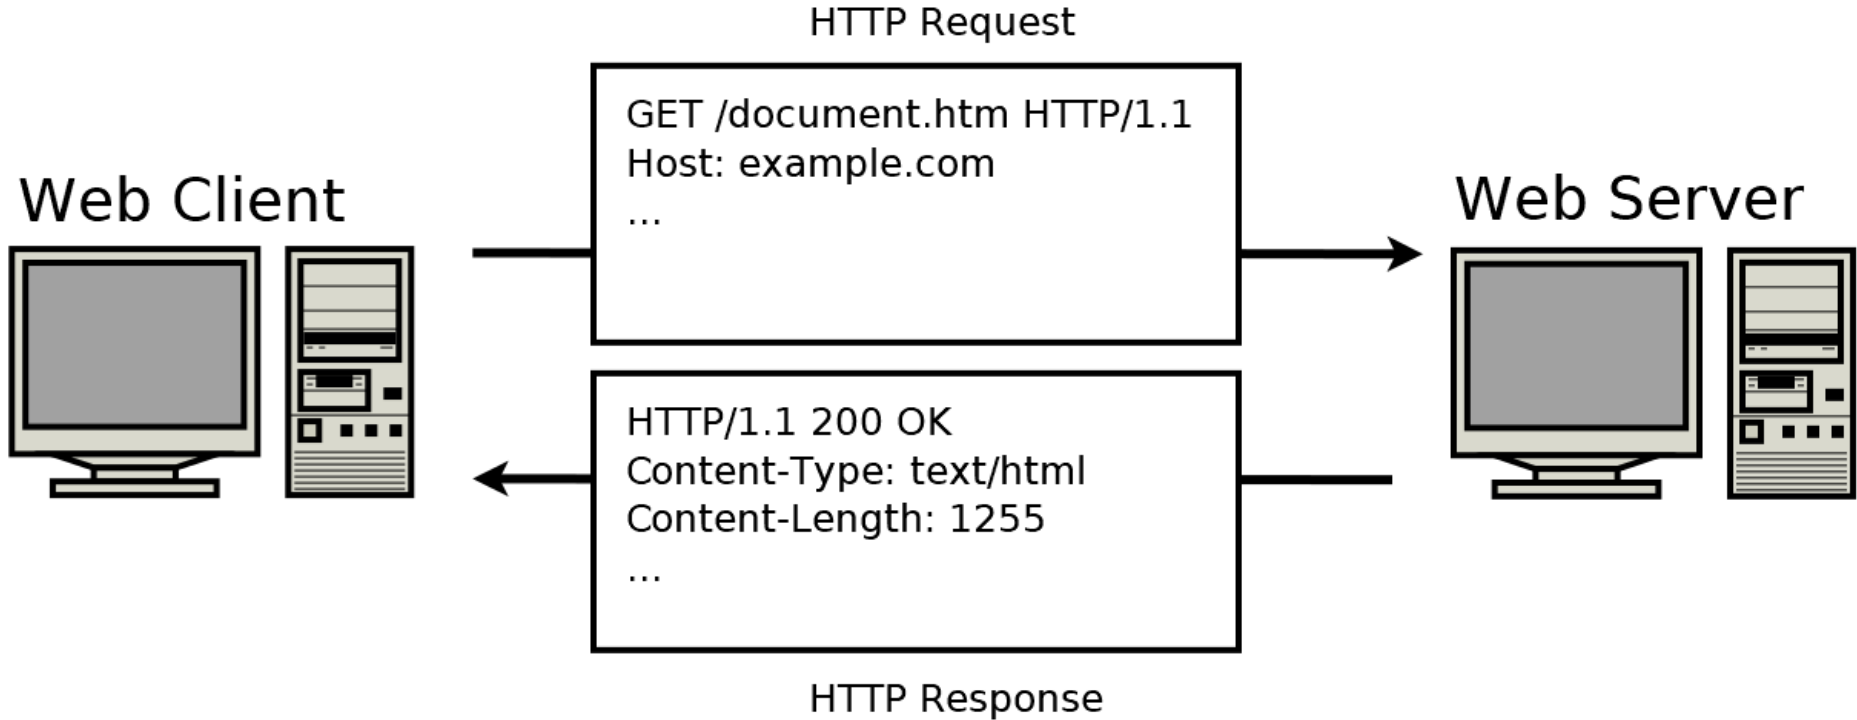 HTTP Request
GET /document.htm HTTP/1.1
Host: example.com
...
Web Client
Web Server
HTTP/1.1 200 OK
Content-Type: text/html
Content-Length: 1255
...
HTTP Response